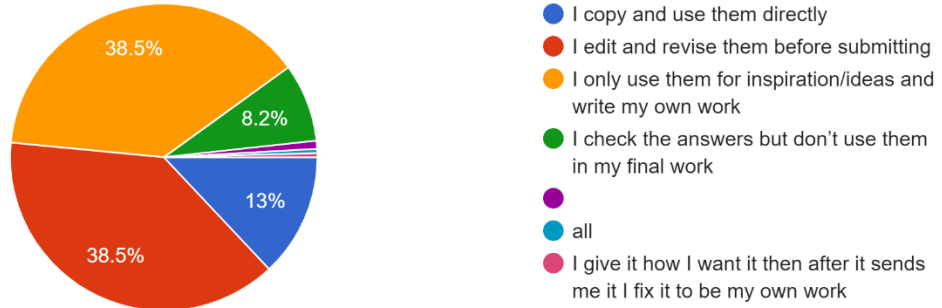 38.5%
8.2%
13%
38.5%
I copy and use them directly
I edit and revise them before submitting
I only use them for inspiration/ideas and
write my own work
I check the answers but don’t use them
in my final work
all
I give it how I want it then after it sends
me it I fix it to be my own work